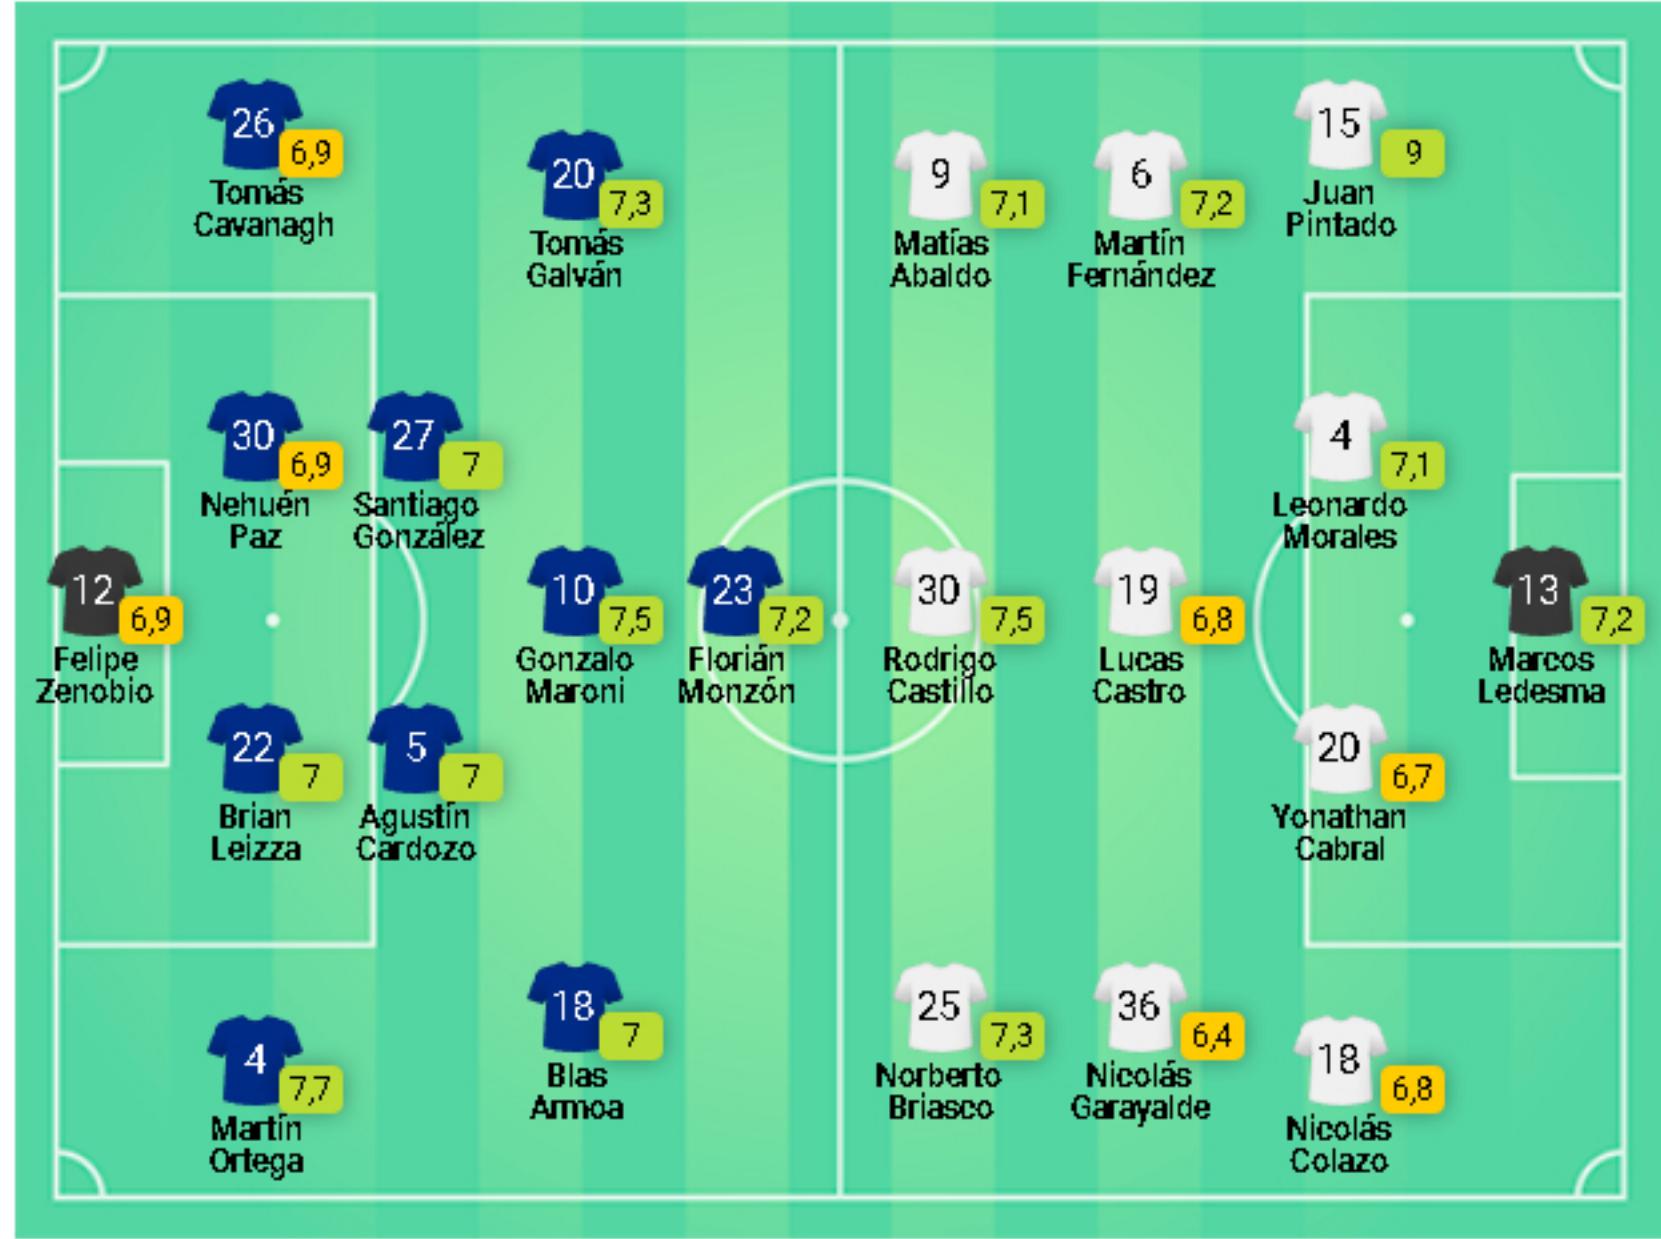 26
6,9
Tomás
Cavanagh
20
7,3
Tomás
Galván
9
7,1
Matías
Abaldo
6
7,2
Martín
Fernández
15
9
Juan
Pintado
30
6,9
Nehuén
Paz
27
7
Santiago
González
4
7,1
Leonardo
Morales
12
6,9
Felipe
Zenobio
10
7,5
Gonzalo
Maroni
23
7,2
Florián
Monzón
30
7,5
Rodrigo
Castillo
19
6,8
Lucas
Castro
13
7,2
Marcos
Ledesma
22
7
Brian
Leizza
5
7
Agustín
Cardozo
20
6,7
Yonathan
Cabral
4
7,7
Martín
Ortega
18
7
Blas
Armoa
25
7,3
Norberto
Briasco
36
6,4
Nicolás
Garayalde
18
6,8
Nicolás
Colazo